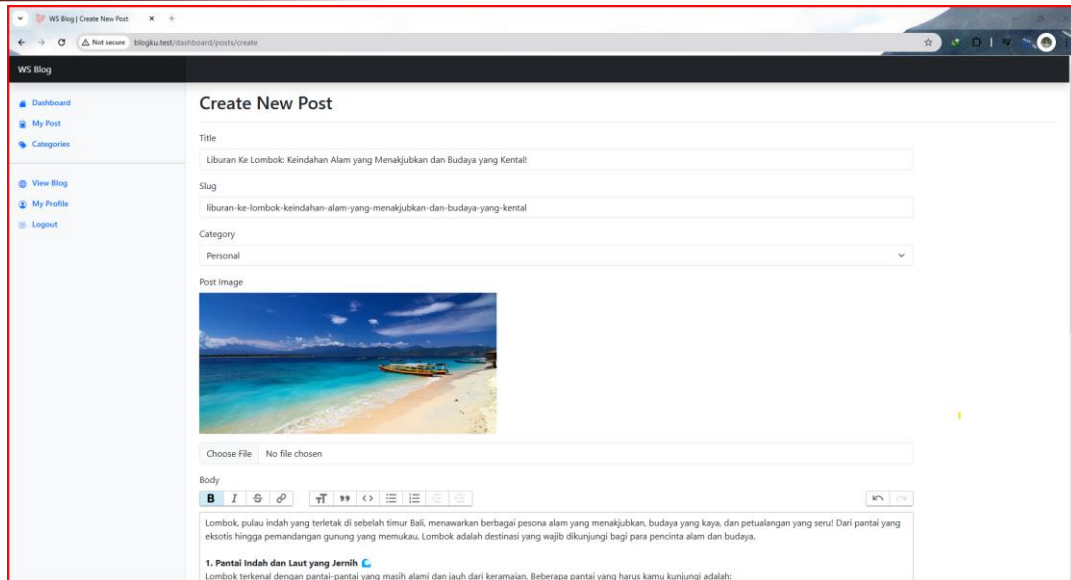 WS Blog | Create New Post
Not secure blogku.test/dashboard/posts/create
WS Blog
Dashboard
My Post
Categories
View Blog
My Profile
Logout
Create New Post
Title
Liburan Ke Lombok: Keindahan Alam yang Menakjubkan dan Budaya yang Kental!
Slug
liburan-ke-lombok-keindahan-alam-yang-menakjubkan-dan-budaya-yang-kental
Category
Personal
Post Image
Choose File No file chosen
Body
Lombok, pulau indah yang terletak di sebelah timur Bali, menawarkan berbagai pesona alam yang menakjubkan, budaya yang kaya, dan petualangan yang seru! Dari pantai yang
eksotis hingga pemandangan gunung yang memukau, Lombok adalah destinasi yang wajib dikunjungi bagi para pencinta alam dan budaya.
1. Pantai Indah dan Laut yang Jernih 🌊
Lombok terkenal dengan pantai-pantai yang masih alami dan jauh dari keramaian. Beberapa pantai yang harus kamu kunjungi adalah: